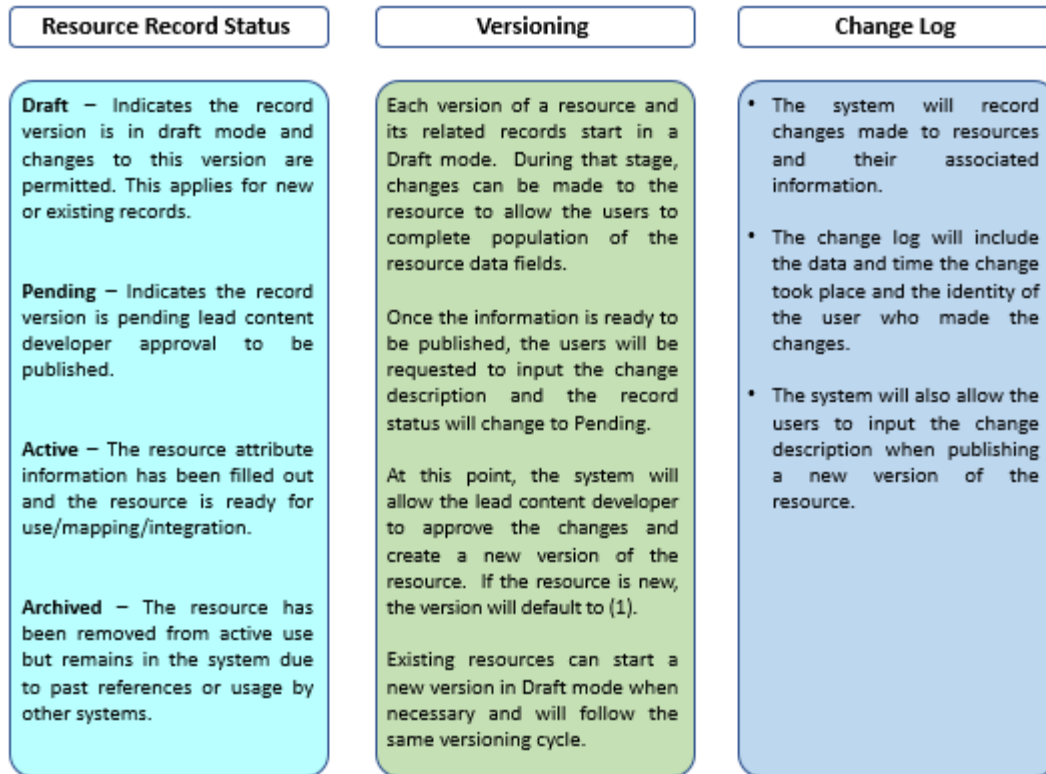 Resource Record Status
Draft – Indicates the record
version is in draft mode and
changes to this version are
permitted. This applies for new
or existing records.
Pending – Indicates the record
version is pending lead content
developer approval to be
published.
Active – The resource attribute
information has been filled out
and the resource is ready for
use/mapping/integration.
Archived – The resource has
been removed from active use
but remains in the system due
to past references or usage by
other systems.
Versioning
Each version of a resource and
its related records start in a
Draft mode. During that stage,
changes can be made to the
resource to allow the users to
complete population of the
resource data fields.
Once the information is ready to
be published, the users will be
requested to input the change
description and the record
status will change to Pending.
At this point, the system will
allow the lead content developer
to approve the changes and
create a new version of the
resource. If the resource is new,
the version will default to (1).
Existing resources can start a
new version in Draft mode when
necessary and will follow the
same versioning cycle.
Change Log
• The system will record
changes made to resources
and their associated
information.
• The change log will include
the data and time the change
took place and the identity of
the user who made the
changes.
• The system will also allow the
users to input the change
description when publishing
a new version of the
resource.